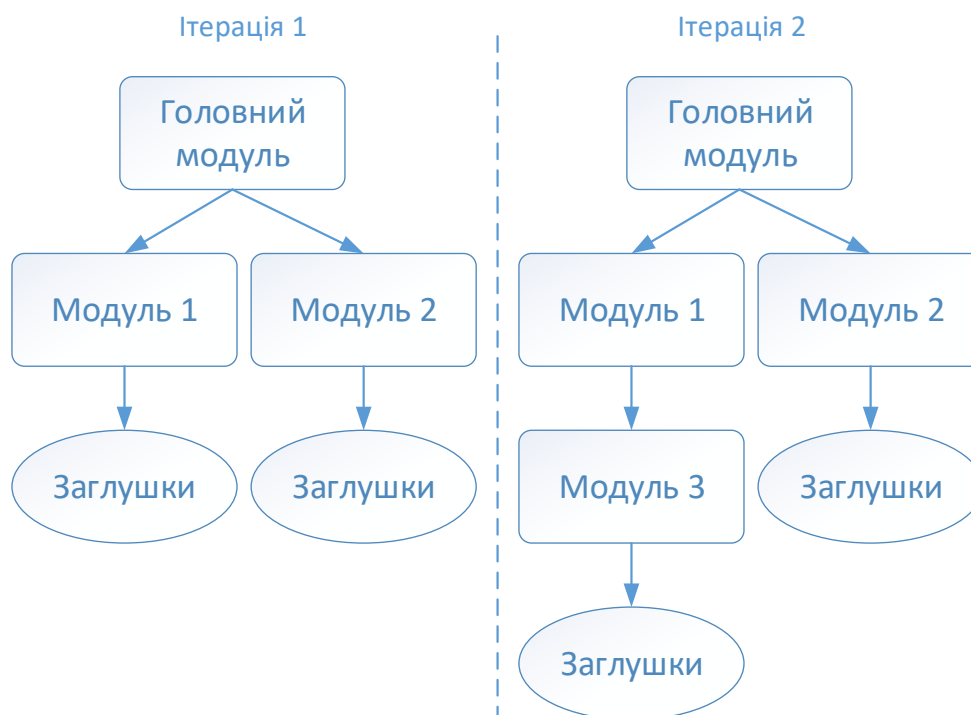 Ітерація 1
Головний
модуль
Модуль 1
Модуль 2
Заглушки
Заглушки
Ітерація 2
Головний
модуль
Модуль 1
Модуль 2
Модуль 3
Заглушки
Заглушки